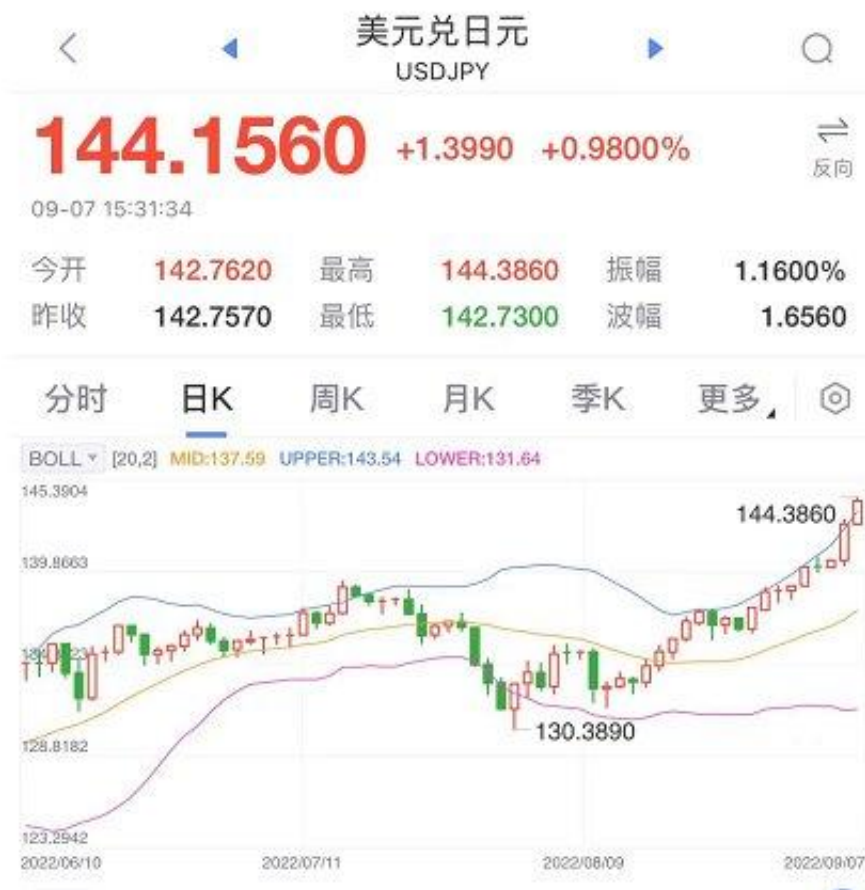 美元兑日元
USDJPY
144.1560 +1.3990 +0.9800%
反向
09-07 15:31:34
今开 142.7620 最高 144.3860 振幅 1.1600%
昨收 142.7570 最低 142.7300 波幅 1.6560
分时 日K 周K 月K 季K 更多
BOLL [20,2] MID:137.59 UPPER:143.54 LOWER:131.64
145.3904
144.3860
139.8663
130.3890
128.8182
123.2942
2022/06/10 2022/07/11 2022/08/09 2022/09/07